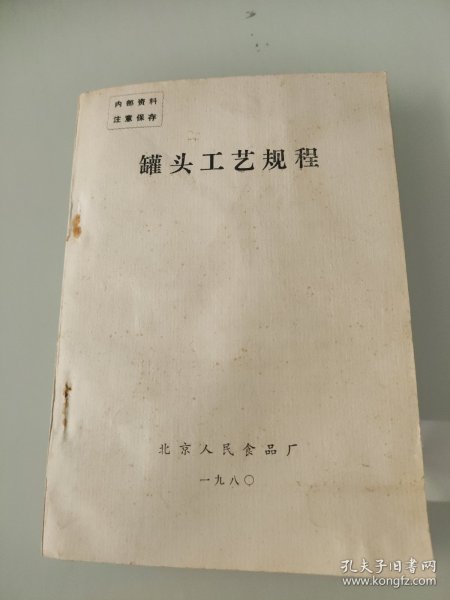 内部资料
注意保存
罐头工艺规程
北京人民食品厂
一九八〇
孔夫子旧书网
www.kongfz.com